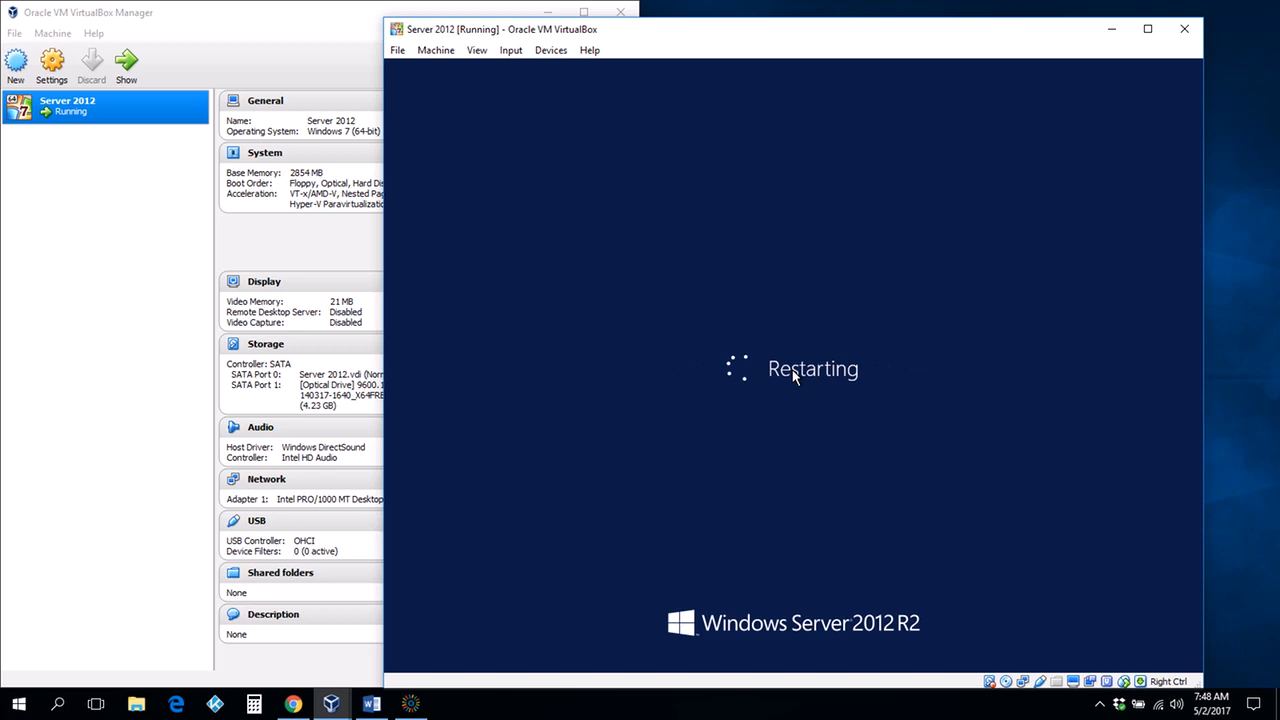 Oracle VM VirtualBox Manager
File Machine Help
New Settings Discard Show
Server 2012
Running
General
Name: Server 2012
Operating System: Windows 7 (64-bit)
System
Base Memory: 2854 MB
Boot Order: Floppy, Optical, Hard Dis
Acceleration: VT-x/AMD-V, Nested Pag
Hyper-V Paravirtualizatio
Display
Video Memory: 21 MB
Remote Desktop Server: Disabled
Video Capture: Disabled
Storage
Controller: SATA
SATA Port 0: Server 2012.vdi (Norr
SATA Port 1: [Optical Drive] 9600.1
140317-1640_X64FRE
(4.23 GB)
Audio
Host Driver: Windows DirectSound
Controller: Intel HD Audio
Network
Adapter 1: Intel PRO/1000 MT Desktop
USB
USB Controller: OHCI
Device Filters: 0 (0 active)
Shared folders
None
Description
None
Server 2012 [Running] - Oracle VM VirtualBox
File Machine View Input Devices Help
Restarting
Windows Server 2012 R2
Right Ctrl
7:48 AM
5/2/2017